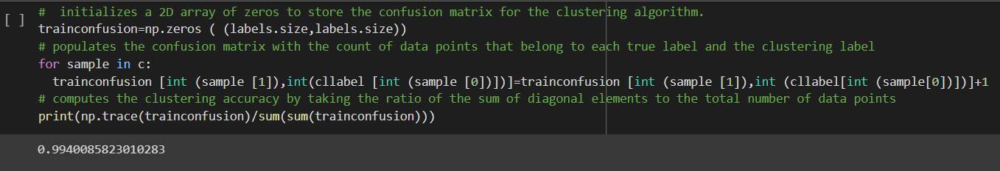 #  initializes a 2D array of zeros to store the confusion matrix for the clustering algorithm.
[ ] trainconfusion=np.zeros ( (labels.size,labels.size))
# populates the confusion matrix with the count of data points that belong to each true label and the clustering label
for sample in c:
  trainconfusion [int (sample [1]),int(cllabel [int (sample [0])])]=trainconfusion [int (sample [1]),int (cllabel[int (sample[0])])]+1
# computes the clustering accuracy by taking the ratio of the sum of diagonal elements to the total number of data points
print(np.trace(trainconfusion)/sum(sum(trainconfusion)))
0.9940085823010283